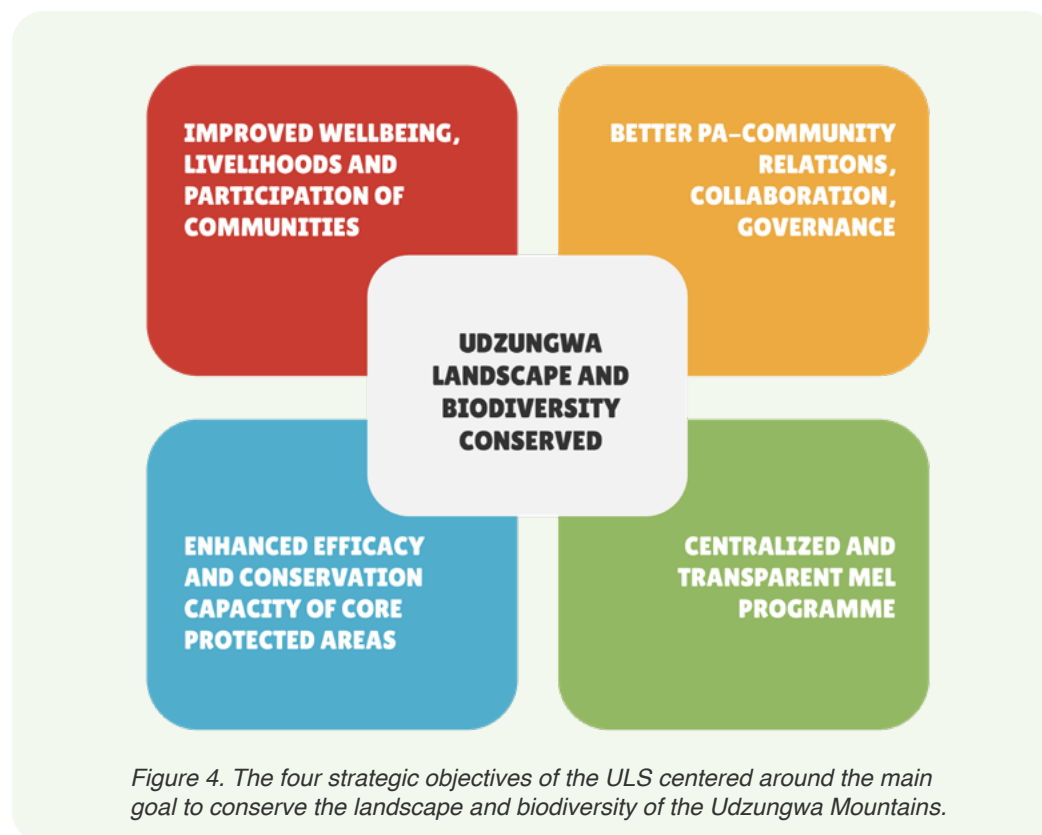 IMPROVED WELLBEING,
LIVELIHOODS AND
PARTICIPATION OF
COMMUNITIES
BETTER PA–COMMUNITY
RELATIONS,
COLLABORATION,
GOVERNANCE
UDZUNGWA
LANDSCAPE AND
BIODIVERSITY
CONSERVED
ENHANCED EFFICACY
AND CONSERVATION
CAPACITY OF CORE
PROTECTED AREAS
CENTRALIZED AND
TRANSPARENT MEL
PROGRAMME
Figure 4. The four strategic objectives of the ULS centered around the main
goal to conserve the landscape and biodiversity of the Udzungwa Mountains.